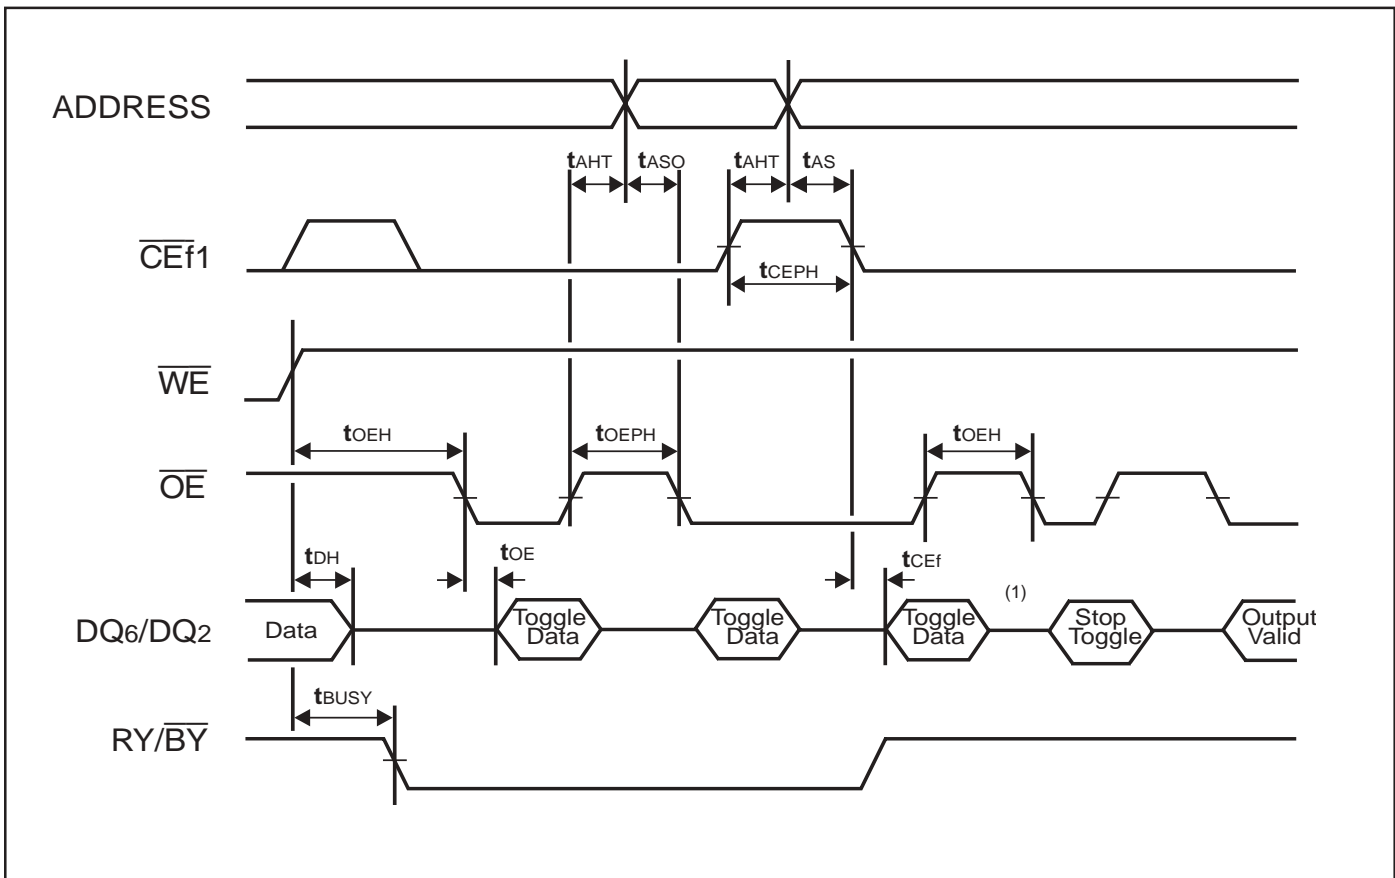 ADDRESS
tAHT tASO tAHT tAS
CEf1
tCEPH
WE
tOEH tOEPH tOEH
OE
tDH tOE tCEf
(1)
DQ6/DQ2 Data Toggle Data Toggle Data Toggle Data Stop Toggle Output Valid
tBUSY
RY/BY